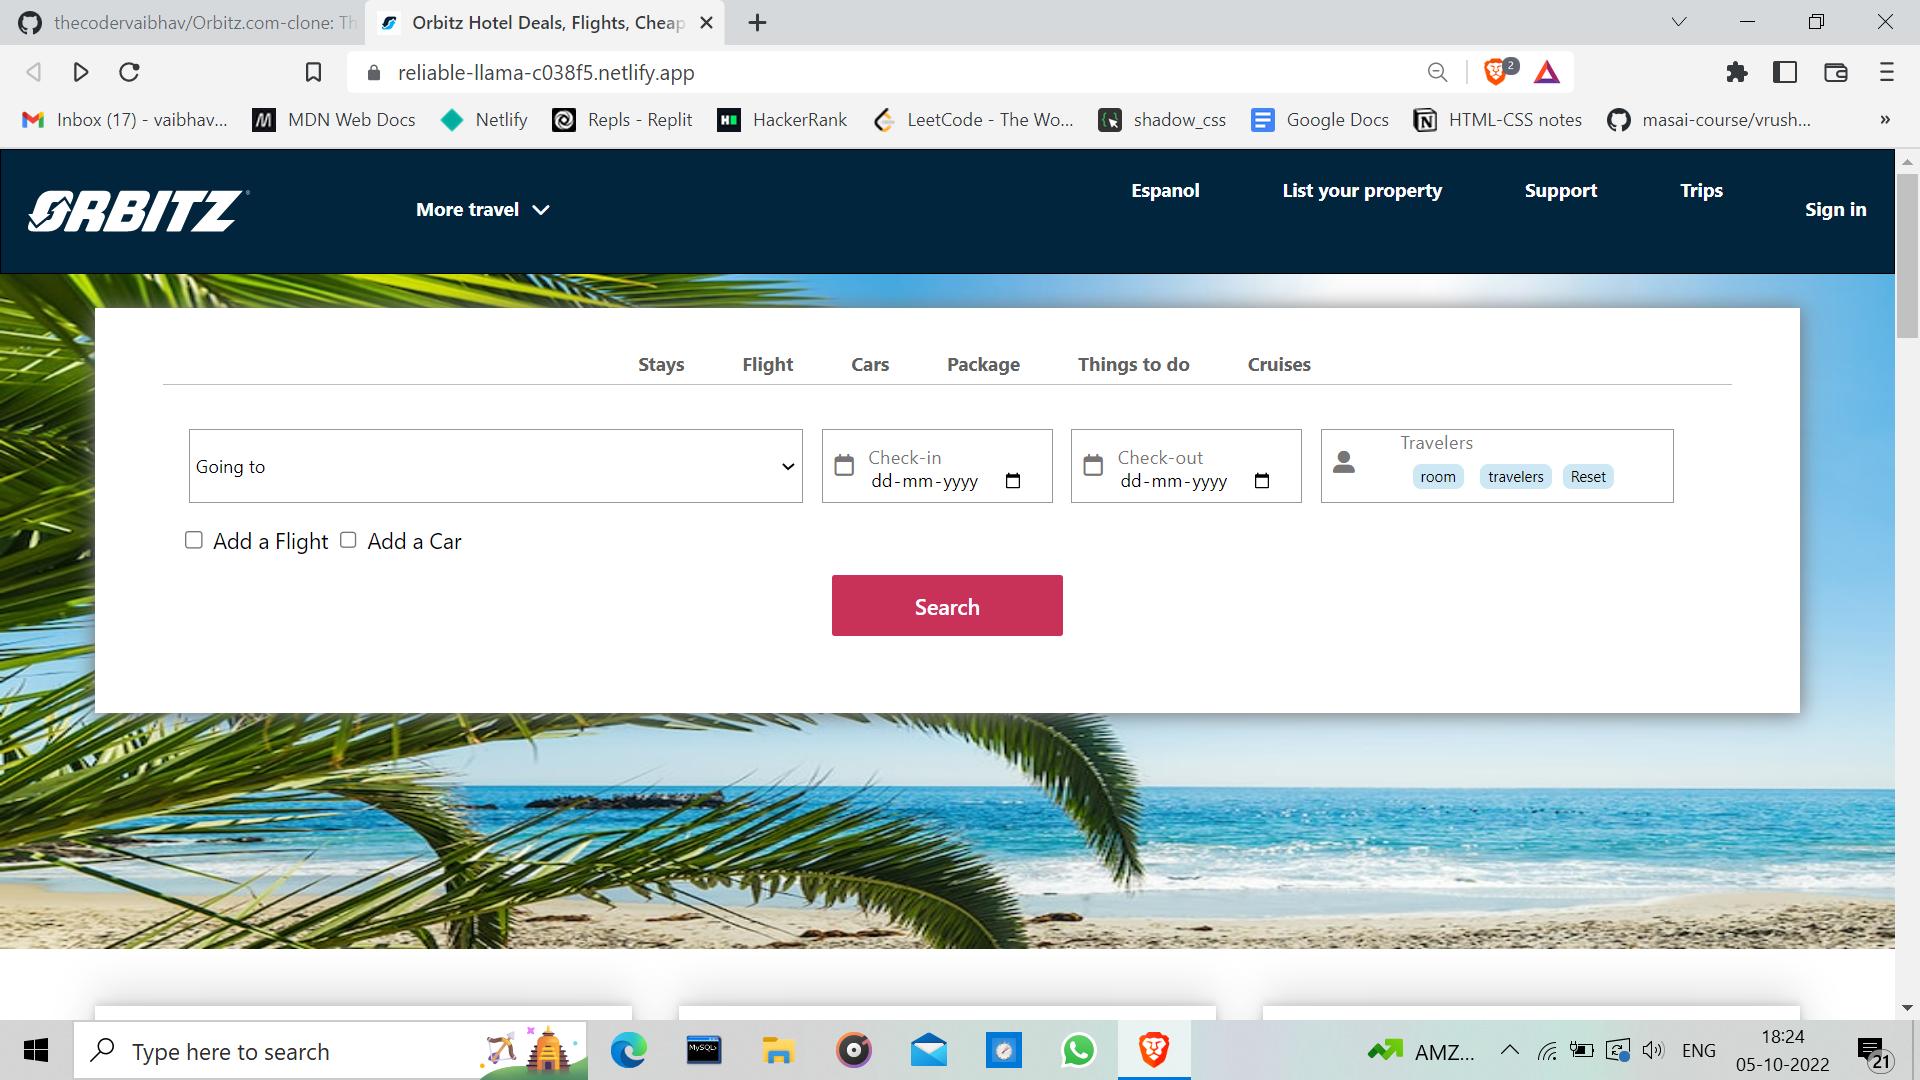 thecodervaibhav/Orbitz.com-clone: Th
Orbitz Hotel Deals, Flights, Cheap
reliable-llama-c038f5.netlify.app
2
Inbox (17) - vaibhav...
MDN Web Docs
Netlify
Repls - Replit
HackerRank
LeetCode - The Wo...
shadow_css
Google Docs
HTML-CSS notes
masai-course/vrush...
»
ORBITZ
More travel
Espanol
List your property
Support
Trips
Sign in
Stays
Flight
Cars
Package
Things to do
Cruises
Going to
Check-in
dd-mm-yyyy
Check-out
dd-mm-yyyy
Travelers
room
travelers
Reset
Add a Flight
Add a Car
Search
Type here to search
MySQL
AMZ...
ENG
18:24
05-10-2022
21